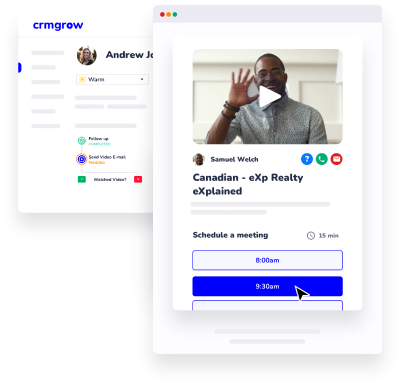 crmgrow
Andrew Jo
Warm
Follow up
COMPLETED
Send Video E-mail
PENDING
Watched Video?
Samuel Welch
Canadian - eXp Realty
eXplained
Schedule a meeting
15 min
8:00am
9:30am